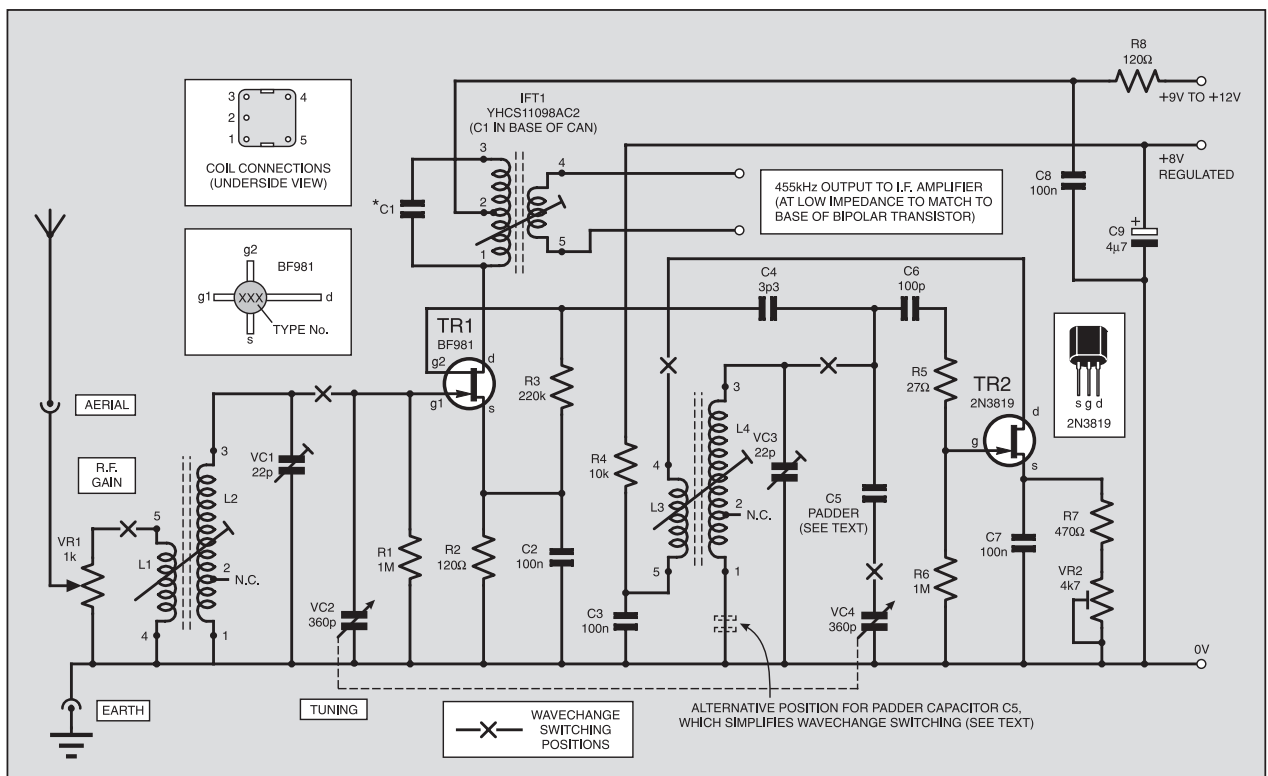 R8
120Ω
+9V TO +12V
IFT1
YHCS11098AC2
(C1 IN BASE OF CAN)
3
4
2
1
5
COIL CONNECTIONS
(UNDERSIDE VIEW)
3
4
*C1
2
5
1
+8V
REGULATED
C8
100n
455kHz OUTPUT TO I.F. AMPLIFIER
(AT LOW IMPEDANCE TO MATCH TO
BASE OF BIPOLAR TRANSISTOR)
+
C9
4µ7
g2
BF981
g1
XXX
d
TYPE No.
s
C4
3p3
C6
100p
TR1
BF981
g2
d
g1
s
R3
220k
R5
27Ω
TR2
2N3819
d
g
s
s g d
2N3819
AERIAL
R.F.
GAIN
VR1
1k
5
L1
4
3
L2
2
N.C.
1
VC1
22p
VC2
360p
R1
1M
R2
120Ω
C2
100n
R4
10k
C3
100n
4
L3
5
3
L4
2
N.C.
1
VC3
22p
C5
PADDER
(SEE TEXT)
VC4
360p
R6
1M
C7
100n
R7
470Ω
VR2
4k7
0V
EARTH
TUNING
WAVECHANGE
SWITCHING
POSITIONS
ALTERNATIVE POSITION FOR PADDER CAPACITOR C5,
WHICH SIMPLIFIES WAVECHANGE SWITCHING (SEE TEXT)